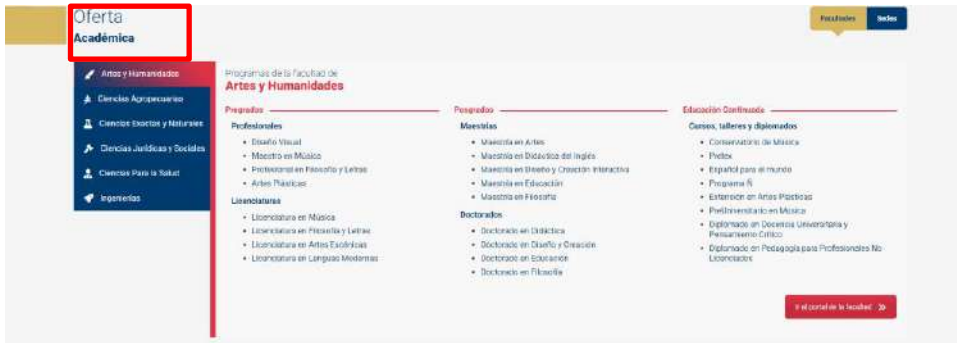 Oferta
Académica
Facultades
Sedes
Artes y Humanidades
Ciencias Agropecuarias
Ciencias Exactas y Naturales
Ciencias Jurídicas y Sociales
Ciencias Para la Salud
Ingenierías
Programas de la facultad de
Artes y Humanidades
Pregrados
Profesionales
Diseño Visual
Maestro en Música
Profesional en Filosofía y Letras
Artes Plásticas
Licenciaturas
Licenciatura en Música
Licenciatura en Filosofía y Letras
Licenciatura en Artes Escénicas
Licenciatura en Lenguas Modernas
Posgrados
Maestrías
Maestría en Artes
Maestría en Didáctica del Inglés
Maestría en Diseño y Creación Interactiva
Maestría en Educación
Maestría en Filosofía
Doctorados
Doctorado en Didáctica
Doctorado en Diseño y Creación
Doctorado en Educación
Doctorado en Filosofía
Educación Continuada
Cursos, talleres y diplomados
Conservatorio de Música
Prelex
Español para el mundo
Programa Ñ
Extensión en Artes Plásticas
PreUniversitario en Música
Diplomado en Docencia Universitaria y
Pensamiento Crítico
Diplomado en Pedagogía para Profesionales No
Licenciados
Ir al portal de la facultad